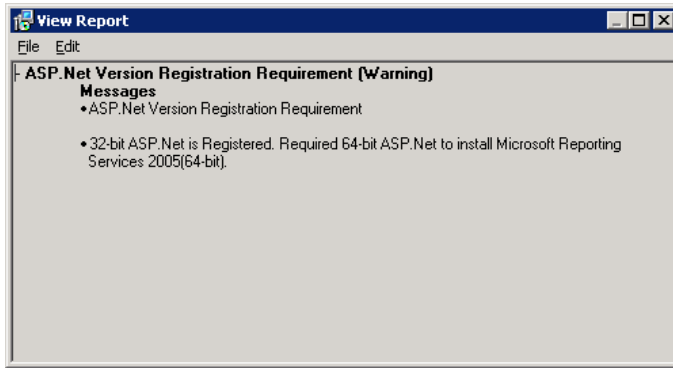 View Report
File Edit
- ASP.Net Version Registration Requirement (Warning)
Messages
• ASP.Net Version Registration Requirement
• 32-bit ASP.Net is Registered. Required 64-bit ASP.Net to install Microsoft Reporting
Services 2005(64-bit).